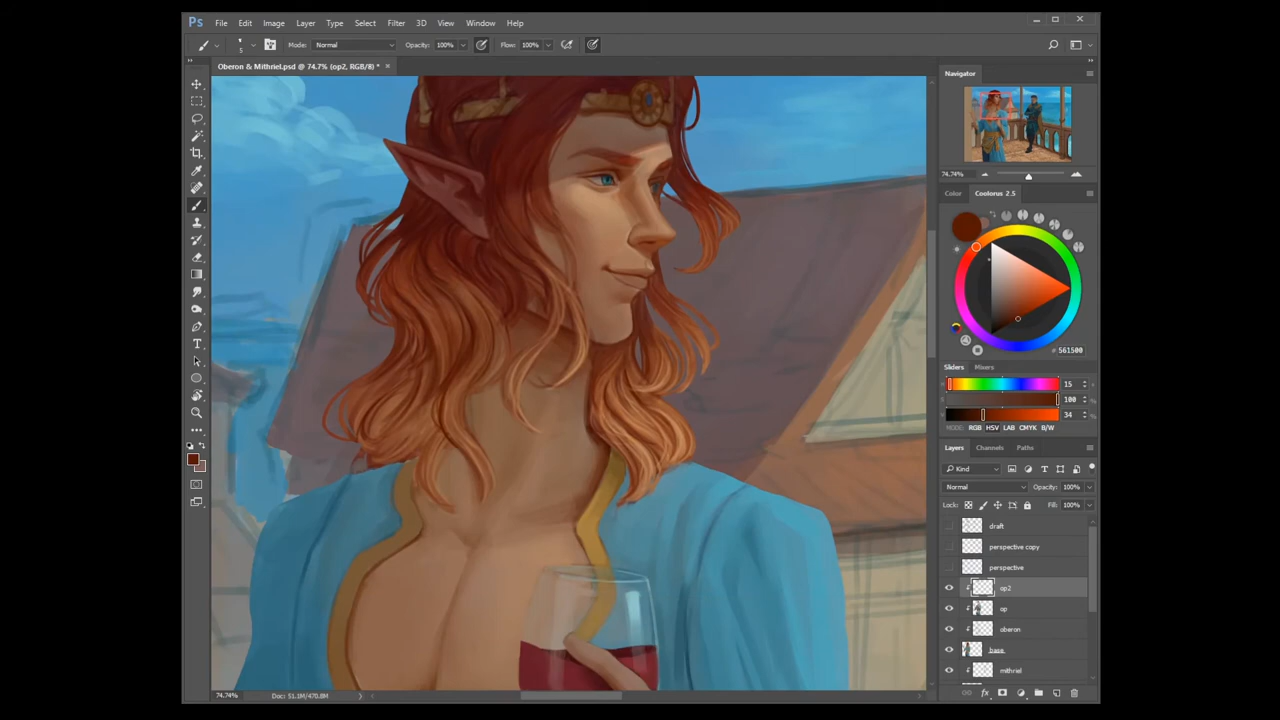 Ps File Edit Image Layer Type Select Filter 3D View Window Help
5 Mode: Normal Opacity: 100% Flow: 100%
Oberon & Mithriel.psd @ 74.7% (op2, RGB/8) * ×
Navigator
74.74%
Color Coolorus 2.5
# 561500
Sliders Mixers
H 15
100 %
34 %
MODE: RGB HSV LAB CMYK B/W
Layers Channels Paths
Kind
Normal Opacity: 100%
Lock: Fill: 100%
draft
perspective copy
perspective
op2
op
oberon
base
mithriel
fx
74.74% Doc: 51.1M/470.8M